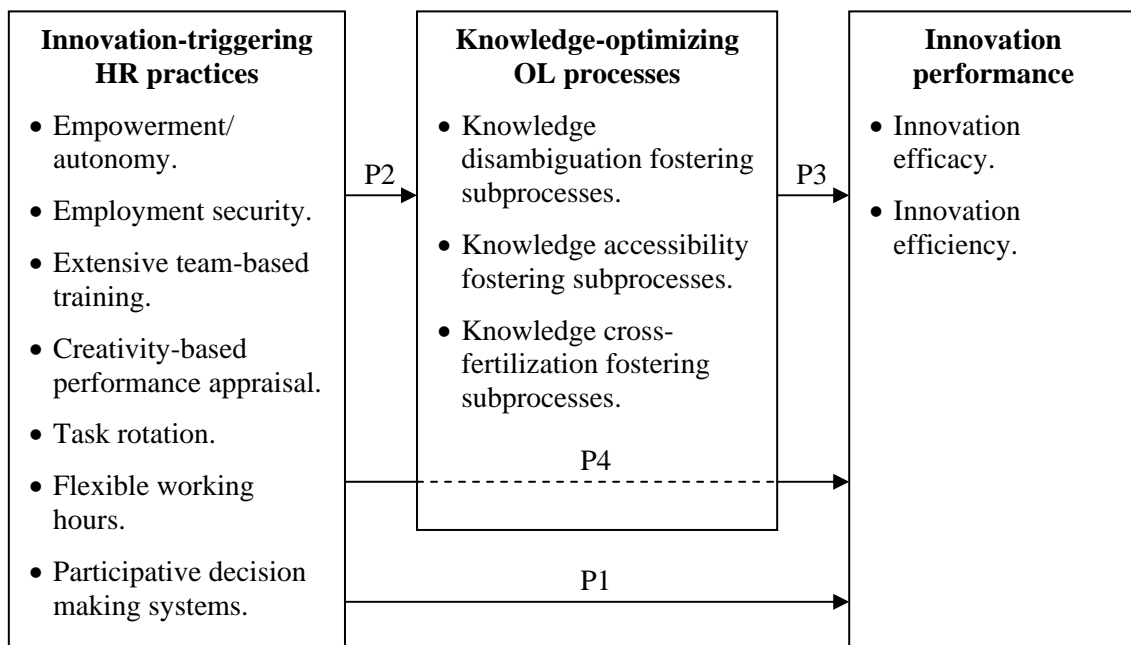 Innovation-triggering
HR practices
• Empowerment/
autonomy.
• Employment security.
• Extensive team-based
training.
• Creativity-based
performance appraisal.
• Task rotation.
• Flexible working
hours.
• Participative decision
making systems.
P2
Knowledge-optimizing
OL processes
• Knowledge
disambiguation fostering
subprocesses.
• Knowledge accessibility
fostering subprocesses.
• Knowledge cross-
fertilization fostering
subprocesses.
P3
Innovation
performance
• Innovation
efficacy.
• Innovation
efficiency.
P4
P1